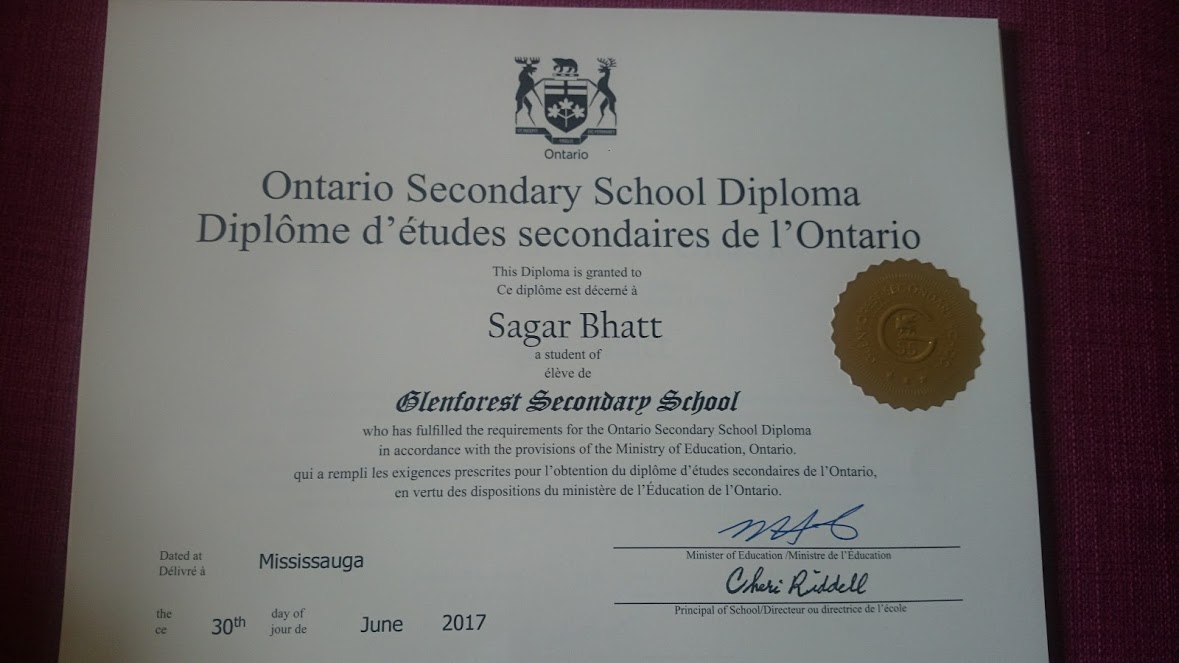 Ontario
Ontario Secondary School Diploma
Diplôme d'études secondaires de l'Ontario
This Diploma is granted to
Ce diplôme est décerné à
Sagar Bhatt
a student of
élève de
Glenforest Secondary School
who has fulfilled the requirements for the Ontario Secondary School Diploma
in accordance with the provisions of the Ministry of Education, Ontario.
qui a rempli les exigences prescrites pour l'obtention du diplôme d'études secondaires de l'Ontario,
en vertu des dispositions du ministère de l'Éducation de l'Ontario.
Minister of Education /Ministre de l'Éducation
Cheri Riddell
Principal of School/Directeur ou directrice de l'école
Dated at
Délivré à
Mississauga
the
ce
30th
day of
jour de
June 2017